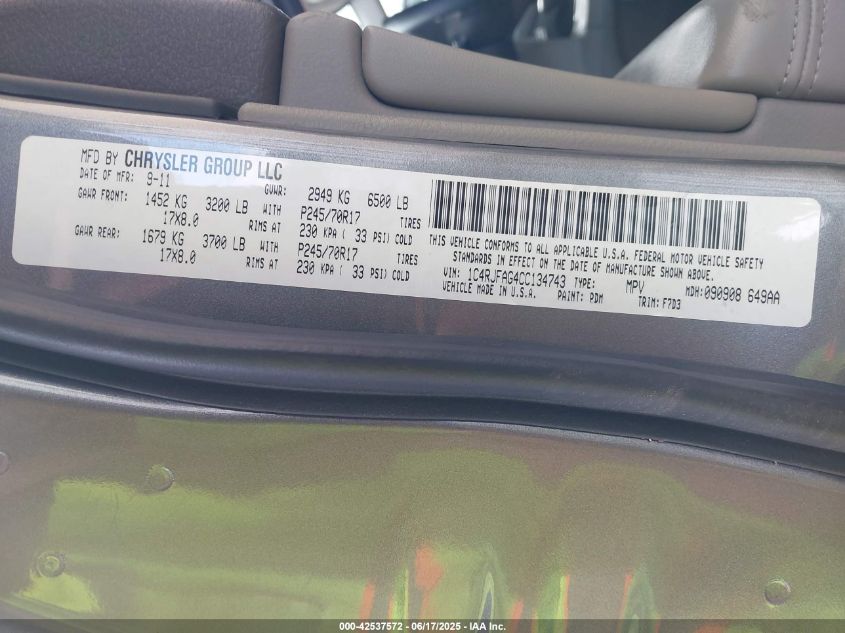 MFD BY CHRYSLER GROUP LLC
DATE OF MFR: 9-11 GVWR: 2949 KG 6500 LB
GAWR FRONT: 1452 KG 3200 LB WITH P245/70R17 TIRES
17X8.0 RIMS AT 230 KPA ( 33 PSI) COLD
GAWR REAR: 1679 KG 3700 LB WITH P245/70R17 TIRES
17X8.0 RIMS AT 230 KPA ( 33 PSI) COLD
THIS VEHICLE CONFORMS TO ALL APPLICABLE U.S.A. FEDERAL MOTOR VEHICLE SAFETY
STANDARDS IN EFFECT ON THE DATE OF MANUFACTURE SHOWN ABOVE.
VIN: 1C4RJFAG4CC134743 TYPE: MPV MDH:090908 649AA
VEHICLE MADE IN U.S.A. PAINT: PDM TRIM: F7D3
000-42537572 06/17/2025 IAA Inc.